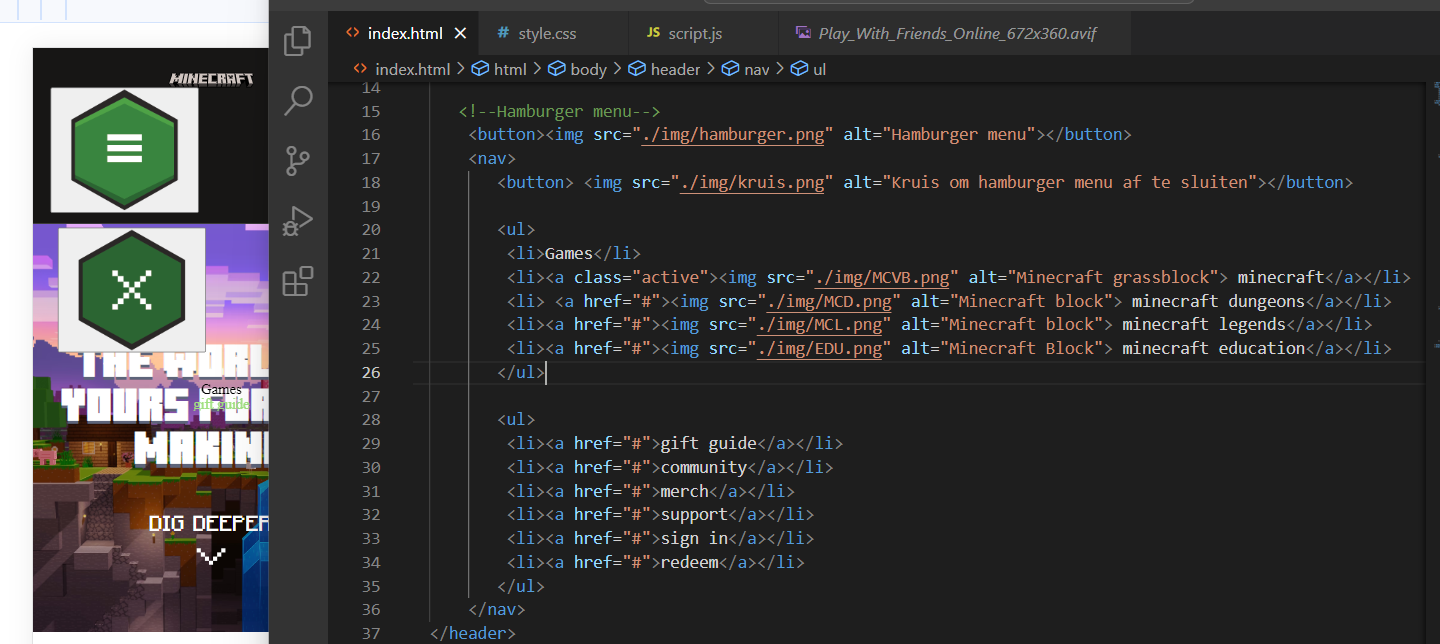 index.html
style.css
JS script.js
Play_With_Friends_Online_672x360.avif
index.html > html > body > header > nav > ul
MINECRAFT
THE WORL
YOURS FOR
MAKIN
Games
gift guide
DIG DEEPER
14
15 <!--Hamburger menu-->
16 <button><img src="./img/hamburger.png" alt="Hamburger menu"></button>
17 <nav>
18 <button> <img src="./img/kruis.png" alt="Kruis om hamburger menu af te sluiten"></button>
19
20 <ul>
21 <li>Games</li>
22 <li><a class="active"><img src="./img/MCVB.png" alt="Minecraft grassblock"> minecraft</a></li>
23 <li> <a href="#"><img src="./img/MCD.png" alt="Minecraft block"> minecraft dungeons</a></li>
24 <li><a href="#"><img src="./img/MCL.png" alt="Minecraft block"> minecraft legends</a></li>
25 <li><a href="#"><img src="./img/EDU.png" alt="Minecraft Block"> minecraft education</a></li>
26 </ul>
27
28 <ul>
29 <li><a href="#">gift guide</a></li>
30 <li><a href="#">community</a></li>
31 <li><a href="#">merch</a></li>
32 <li><a href="#">support</a></li>
33 <li><a href="#">sign in</a></li>
34 <li><a href="#">redeem</a></li>
35 </ul>
36 </nav>
37 </header>